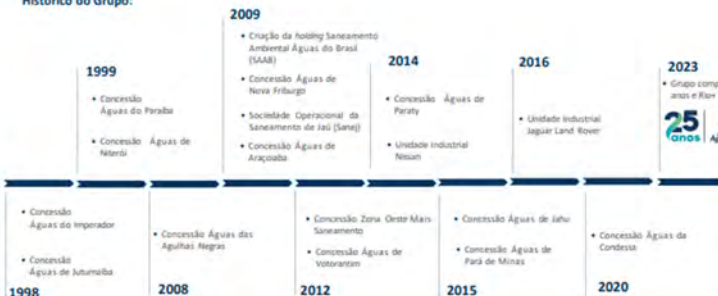 Histórico do Grupo:
2009
• Criação da holding Saneamento
Ambiental Águas do Brasil
(SAAB)
• Concessão Águas de
Nova Friburgo
• Sociedade Operacional da
Saneamento de Jaú (Sanej)
• Concessão Águas de
Araçoiaba
1999
• Concessão
Águas do Paraíba
• Concessão Águas de
Niterói
2014
• Concessão Águas de
Paraty
• Unidade Industrial
Nissan
2016
• Unidade Industrial
Jaguar Land Rover
2023
• Grupo comp
anos e Rio+
25
anos
• Concessão
Águas do Imperador
• Concessão
Águas de Juturnaíba
1998
• Concessão Águas das
Agulhas Negras
2008
• Concessão Zona Oeste Mais
Saneamento
• Concessão Águas de
Votorantim
2012
• Concessão Águas de Jahu
• Concessão Águas de
Pará de Minas
2015
• Concessão Águas da
Condessa
2020